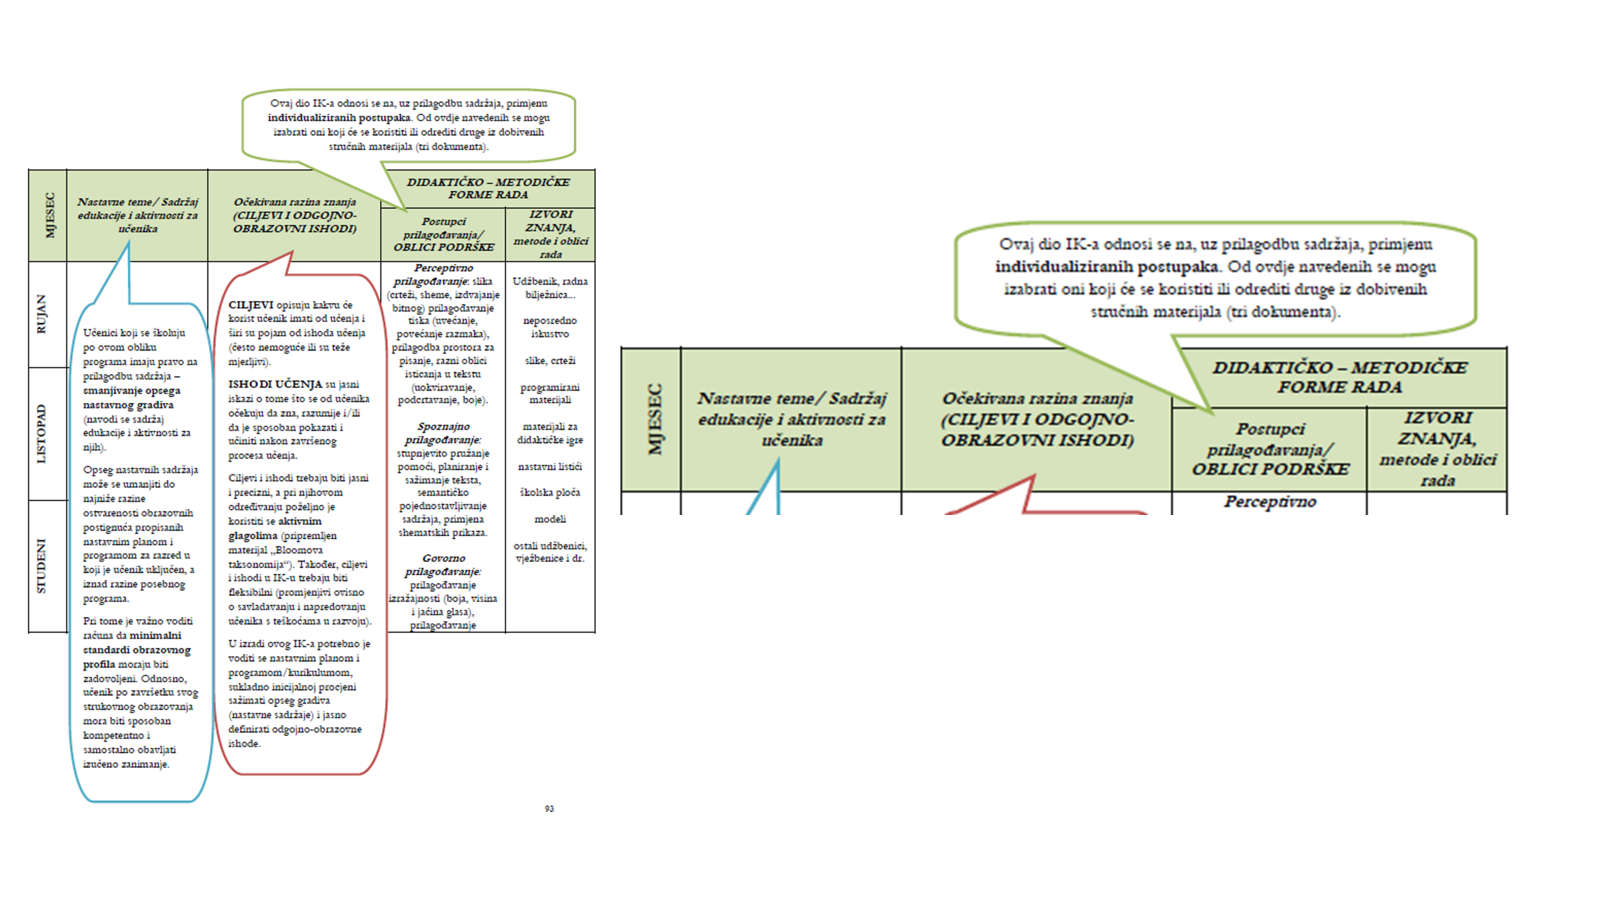 Ovaj dio IK-a odnosi se na, uz prilagodbu sadržaja, primjenu
individualiziranih postupaka. Od ovdje navedenih se mogu
izabrati oni koji će se koristiti ili odrediti druge iz dobivenih
stručnih materijala (tri dokumenta).
MJESEC
Nastavne teme/ Sadržaj
edukacije i aktivnosti za
učenika
Očekivana razina znanja
(CILJEVI I ODGOJNO-
OBRAZOVNI ISHODI)
DIDAKTIČKO – METODIČKE
FORME RADA
Postupci
prilagođavanja/
OBLICI PODRŠKE
IZVORI
ZNANJA,
metode i oblici
rada
RUJAN
LISTOPAD
STUDENI
Učenici koji se školuju
po ovom obliku
programa imaju pravo na
prilagodbu sadržaja –
smanjivanje opsega
nastavnog gradiva
(navodi se sadržaj
edukacije i aktivnosti za
njih).
Opseg nastavnih sadržaja
može se umanjiti do
najniže razine
ostvarenosti obrazovnih
postignuća propisanih
nastavnim planom i
programom za razred u
koji je učenik uključen, a
iznad razine posebnog
programa.
Pri tome je važno voditi
računa da minimalni
standardi obrazovnog
profila moraju biti
zadovoljeni. Odnosno,
učenik po završetku svog
strukovnog obrazovanja
mora biti sposoban
kompetentno i
samostalno obavljati
izučeno zanimanje.
CILJEVI opisuju kakvu će
korist učenik imati od učenja i
širi su pojam od ishoda učenja
(često nemoguće ili su teže
mjerljivi).
ISHODI UČENJA su jasni
iskazi o tome što se od učenika
očekuju da zna, razumije i/ili
da je sposoban pokazati i
učiniti nakon završenog
procesa učenja.
Ciljevi i ishodi trebaju biti jasni
i precizni, a pri njihovom
određivanju poželjno je
koristiti se aktivnim
glagolima (pripremljen
materijal „Bloomova
taksonomija“). Također, ciljevi
i ishodi u IK-u trebaju biti
fleksibilni (promjenjivi ovisno
o savladavanju i napredovanju
učenika s teškoćama u razvoju).
U izradi ovog IK-a potrebno je
voditi se nastavnim planom i
programom/kurikulumom,
sukladno inicijalnoj procjeni
sažimati opseg gradiva
(nastavne sadržaje) i jasno
definirati odgojno-obrazovne
ishode.
Perceptivno
prilagođavanje: slika
(crteži, sheme, izdvajanje
bitnog) prilagođavanje
tiska (uvećanje,
povećanje razmaka),
prilagodba prostora za
pisanje, razni oblici
isticanja u tekstu
(uokviravanje,
podcrtavanje, boje).
Spoznajno
prilagođavanje:
stupnjevito pružanje
pomoći, planiranje i
sažimanje teksta,
semantičko
pojednostavljivanje
sadržaja, primjena
shematskih prikaza.
Govorno
prilagođavanje:
prilagođavanje
izražajnosti (boja, visina
i jačina glasa),
prilagođavanje
Udžbenik, radna
bilježnica...
neposredno
iskustvo
slike, crteži
programirani
materijali
materijali za
didaktičke igre
nastavni listići
školska ploča
modeli
ostali udžbenici,
vježbenice i dr.
93
Ovaj dio IK-a odnosi se na, uz prilagodbu sadržaja, primjenu
individualiziranih postupaka. Od ovdje navedenih se mogu
izabrati oni koji će se koristiti ili odrediti druge iz dobivenih
stručnih materijala (tri dokumenta).
MJESEC
Nastavne teme/ Sadržaj
edukacije i aktivnosti za
učenika
Očekivana razina znanja
(CILJEVI I ODGOJNO-
OBRAZOVNI ISHODI)
DIDAKTIČKO – METODIČKE
FORME RADA
Postupci
prilagođavanja/
OBLICI PODRŠKE
IZVORI
ZNANJA,
metode i oblici
rada
Perceptivno